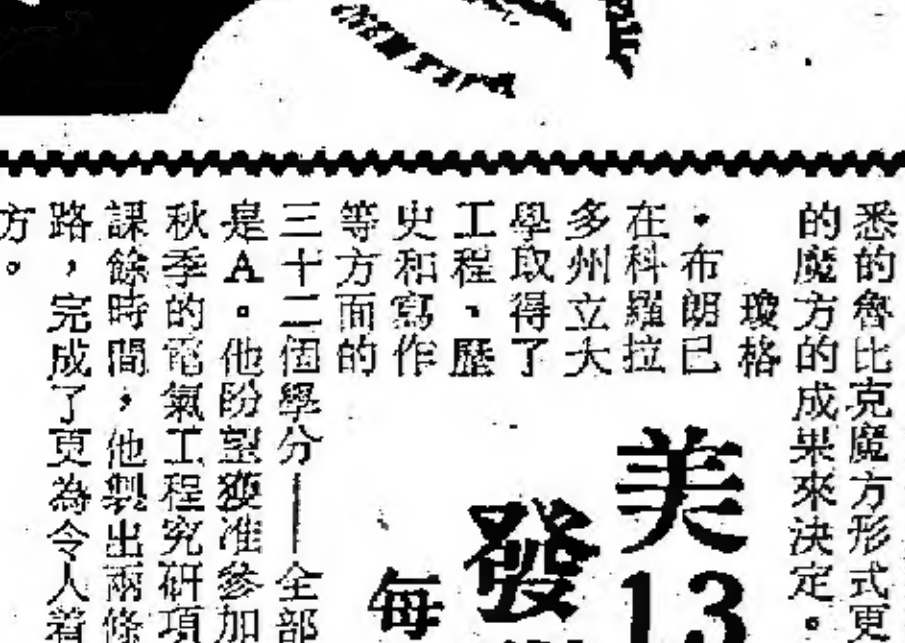 悉的魯比克魔方形式更
的魔方的成果來決定。
瓊格
・布朗已
在科羅拉
多州立大
學取得了
工程、歷
史和寫作
等方面的
三十二個學分——全部
是A。他盼望獲准參加
秋季的電氣工程究研項
課餘時間，他製出兩條
路，完成了更為令人着
方。
美13
發
每